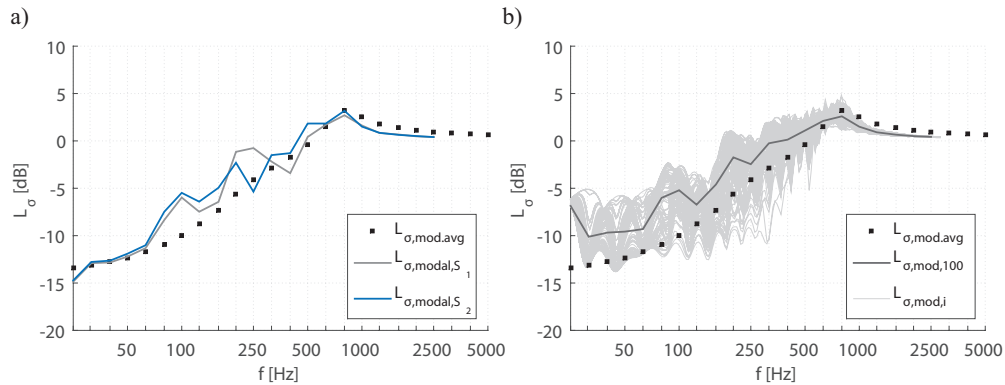 a)
L_σ [dB]
10
5
0
-5
-10
-15
-20
50 100 250 500 1000 2500 5000
f [Hz]
L_σ,mod.avg
L_σ,modal,S_1
L_σ,modal,S_2
b)
L_σ [dB]
10
5
0
-5
-10
-15
-20
50 100 250 500 1000 2500 5000
f [Hz]
L_σ,mod.avg
L_σ,mod,100
L_σ,mod,i